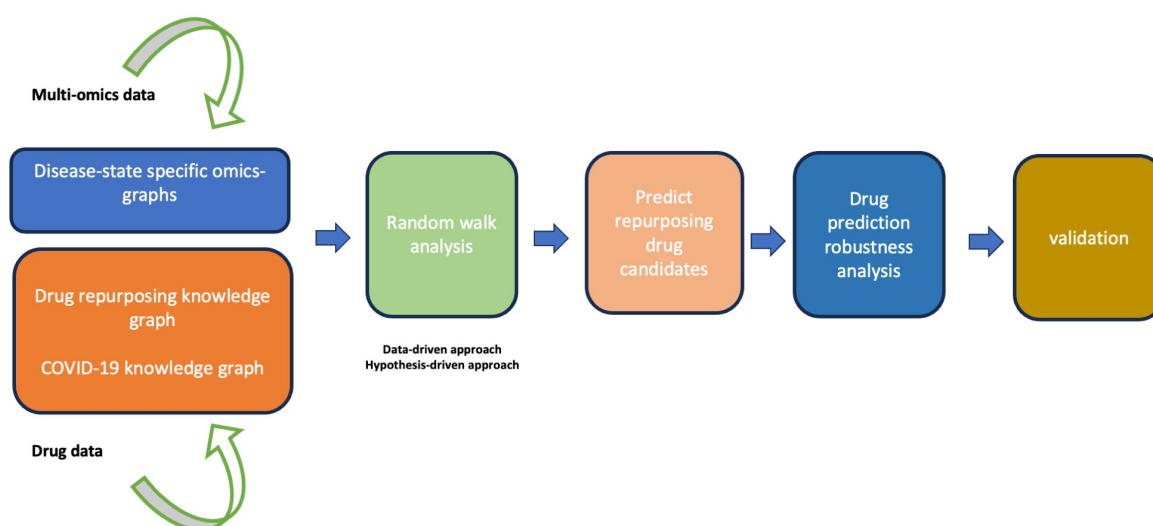 Multi-omics data
Disease-state specific omics-
graphs
Drug repurposing knowledge
graph
COVID-19 knowledge graph
Drug data
Random walk
analysis
Data-driven approach
Hypothesis-driven approach
Predict
repurposing
drug
candidates
Drug
prediction
robustness
analysis
validation